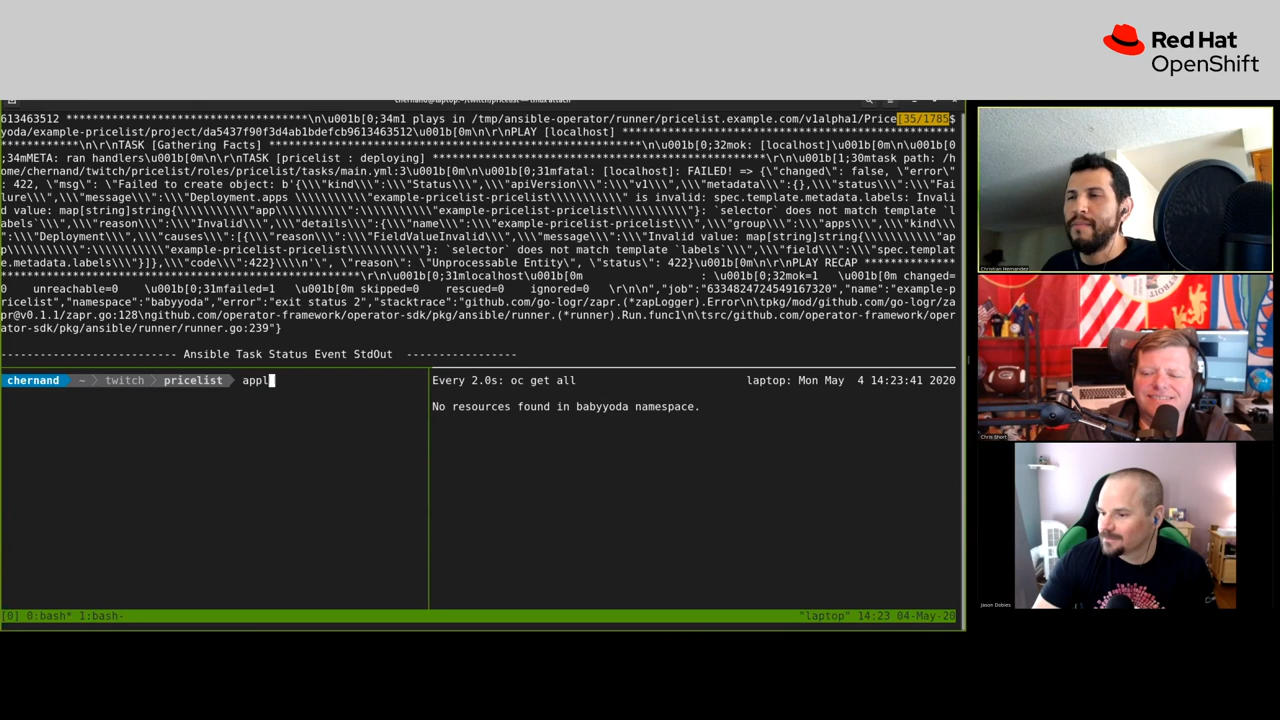 Red Hat
OpenShift
chernand@laptop:~/twitch/pricelist — tmux attach
613463512 **********************************\n\u001b[0;34m1 plays in /tmp/ansible-operator/runner/pricelist.example.com/v1alpha1/Price[35/1785$
yoda/example-pricelist/project/da5437f90f3d4ab1bdefcb9613463512\u001b[0m\n\r\nPLAY [localhost] **************************************************
************ \n\r\nTASK [Gathering Facts] *********************************************************\n\u001b[0;32mok: [localhost]\u001b[0m\n\u001b[0
;34mMETA: ran handlers\u001b[0m\n\r\nTASK [pricelist : deploying] ***************************************************\r\n\u001b[1;30mtask path: /h
ome/chernand/twitch/pricelist/roles/pricelist/tasks/main.yml:3\u001b[0m\n\u001b[0;31mfatal: [localhost]: FAILED! => {\"changed\": false, \"error\"
: 422, \"msg\": \"Failed to create object: b'{\\\"kind\\\":\\\"Status\\\",\\\"apiVersion\\\":\\\"v1\\\",\\\"metadata\\\":{},\\\"status\\\":\\\"Fai
lure\\\",\\\"message\\\":\\\"Deployment.apps \\\\\\\\\\\"example-pricelist-pricelist\\\\\\\\\\\" is invalid: spec.template.metadata.labels: Invali
d value: map[string]string{\\\\\\\\\\\"app\\\\\\\\\\\":\\\\\\\\\\\"example-pricelist-pricelist\\\\\\\\\\\"}: `selector` does not match template `l
abels`\\\",\\\"reason\\\":\\\"Invalid\\\",\\\"details\\\":{\\\"name\\\":\\\"example-pricelist-pricelist\\\",\\\"group\\\":\\\"apps\\\",\\\"kind\\\
":\\\"Deployment\\\",\\\"causes\\\":[{\\\"reason\\\":\\\"FieldValueInvalid\\\",\\\"message\\\":\\\"Invalid value: map[string]string{\\\\\\\\\\\"ap
p\\\\\\\\\\\":\\\\\\\\\\\"example-pricelist-pricelist\\\\\\\\\\\"}: `selector` does not match template `labels`\\\",\\\"field\\\":\\\"spec.templat
e.metadata.labels\\\"}]},\\\"code\\\":422}\\\\n'\", \"reason\": \"Unprocessable Entity\", \"status\": 422}\u001b[0m\n\r\nPLAY RECAP **************
******************************************************\r\n\u001b[0;31mlocalhost\u001b[0m : \u001b[0;32mok=1 \u001b[0m changed=
0 unreachable=0 \u001b[0;31mfailed=1 \u001b[0m skipped=0 rescued=0 ignored=0 \r\n\n","job":"6334824724549167320","name":"example-p
ricelist","namespace":"babyyoda","error":"exit status 2","stacktrace":"github.com/go-logr/zapr.(*zapLogger).Error\n\tpkg/mod/github.com/go-logr/za
pr@v0.1.1/zapr.go:128\ngithub.com/operator-framework/operator-sdk/pkg/ansible/runner.(*runner).Run.func1\n\tsrc/github.com/operator-framework/oper
ator-sdk/pkg/ansible/runner/runner.go:239"}
--------------------------- Ansible Task Status Event StdOut -----------------
chernand ~ twitch pricelist appl
Every 2.0s: oc get all laptop: Mon May 4 14:23:41 2020
No resources found in babyyoda namespace.
[0] 0:bash* 1:bash- "laptop" 14:23 04-May-20
Christian Hernandez
Chris Short
Jason Dobies